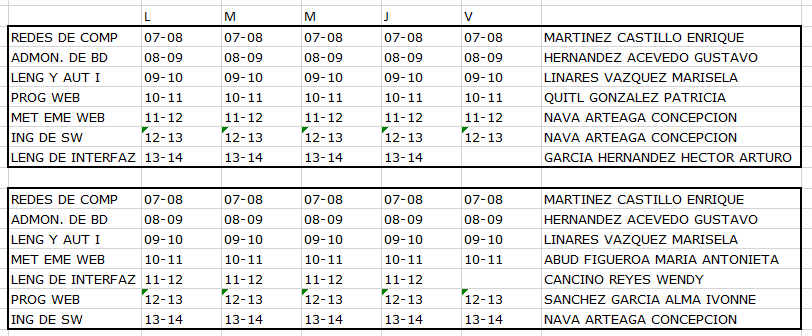 L M M J V
REDES DE COMP 07-08 07-08 07-08 07-08 07-08 MARTINEZ CASTILLO ENRIQUE
ADMON. DE BD 08-09 08-09 08-09 08-09 08-09 HERNANDEZ ACEVEDO GUSTAVO
LENG Y AUT I 09-10 09-10 09-10 09-10 09-10 LINARES VAZQUEZ MARISELA
PROG WEB 10-11 10-11 10-11 10-11 10-11 QUITL GONZALEZ PATRICIA
MET EME WEB 11-12 11-12 11-12 11-12 11-12 NAVA ARTEAGA CONCEPCION
ING DE SW 12-13 12-13 12-13 12-13 12-13 NAVA ARTEAGA CONCEPCION
LENG DE INTERFAZ 13-14 13-14 13-14 13-14 GARCIA HERNANDEZ HECTOR ARTURO
REDES DE COMP 07-08 07-08 07-08 07-08 07-08 MARTINEZ CASTILLO ENRIQUE
ADMON. DE BD 08-09 08-09 08-09 08-09 08-09 HERNANDEZ ACEVEDO GUSTAVO
LENG Y AUT I 09-10 09-10 09-10 09-10 09-10 LINARES VAZQUEZ MARISELA
MET EME WEB 10-11 10-11 10-11 10-11 10-11 ABUD FIGUEROA MARIA ANTONIETA
LENG DE INTERFAZ 11-12 11-12 11-12 11-12 CANCINO REYES WENDY
PROG WEB 12-13 12-13 12-13 12-13 12-13 SANCHEZ GARCIA ALMA IVONNE
ING DE SW 13-14 13-14 13-14 13-14 13-14 NAVA ARTEAGA CONCEPCION